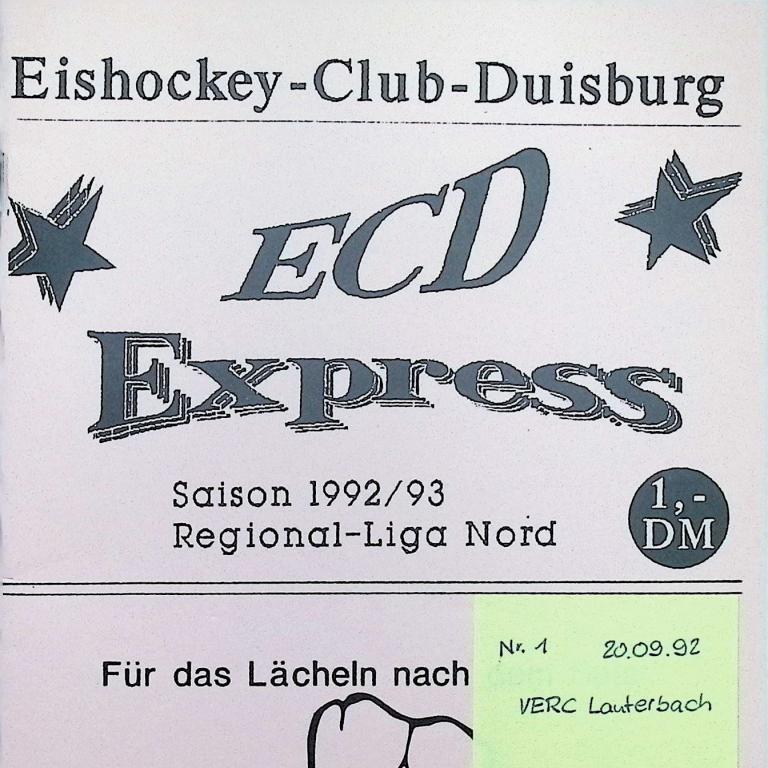 Eishockey-Club-Duisburg
ECD
Express
Saison 1992/93
Regional-Liga Nord
1,-
DM
Für das Lächeln nach
Nr. 1 20.09.92
VERC Lauterbach